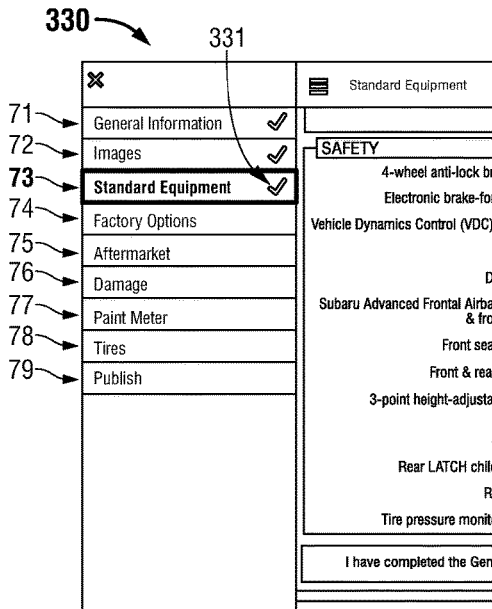 330
331
Standard Equipment
71 General Information
72 Images
73 Standard Equipment
74 Factory Options
75 Aftermarket
76 Damage
77 Paint Meter
78 Tires
79 Publish
SAFETY
4-wheel anti-lock br
Electronic brake-for
Vehicle Dynamics Control (VDC)
D
Subaru Advanced Frontal Airba
& fro
Front sea
Front & rea
3-point height-adjusta
Rear LATCH chil
R
Tire pressure monit
I have completed the Gen